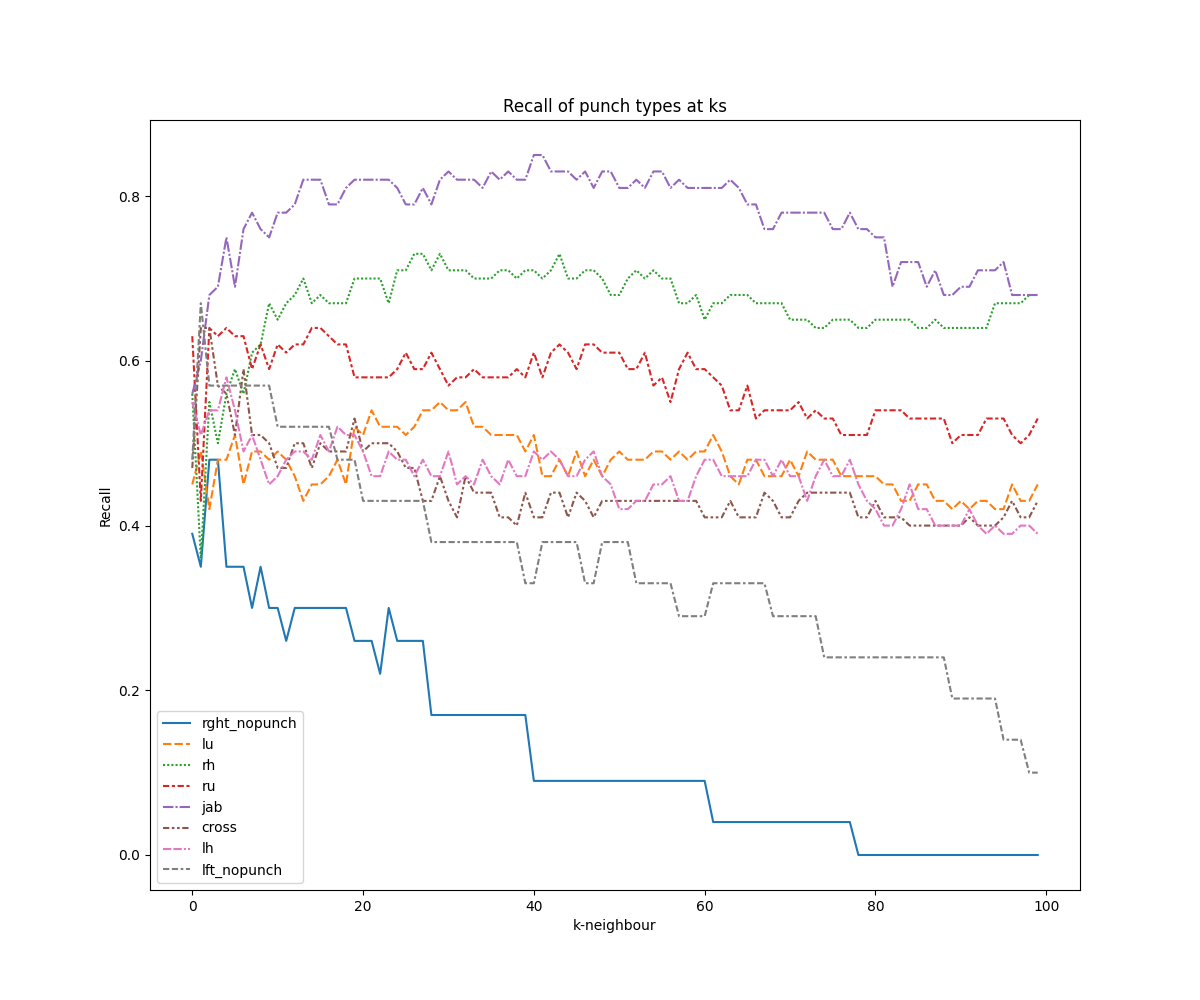 Recall of punch types at ks
Recall
0.8
0.6
0.4
0.2
0.0
rght_nopunch
lu
rh
ru
jab
cross
lh
lft_nopunch
0 20 40 60 80 100
k-neighbour